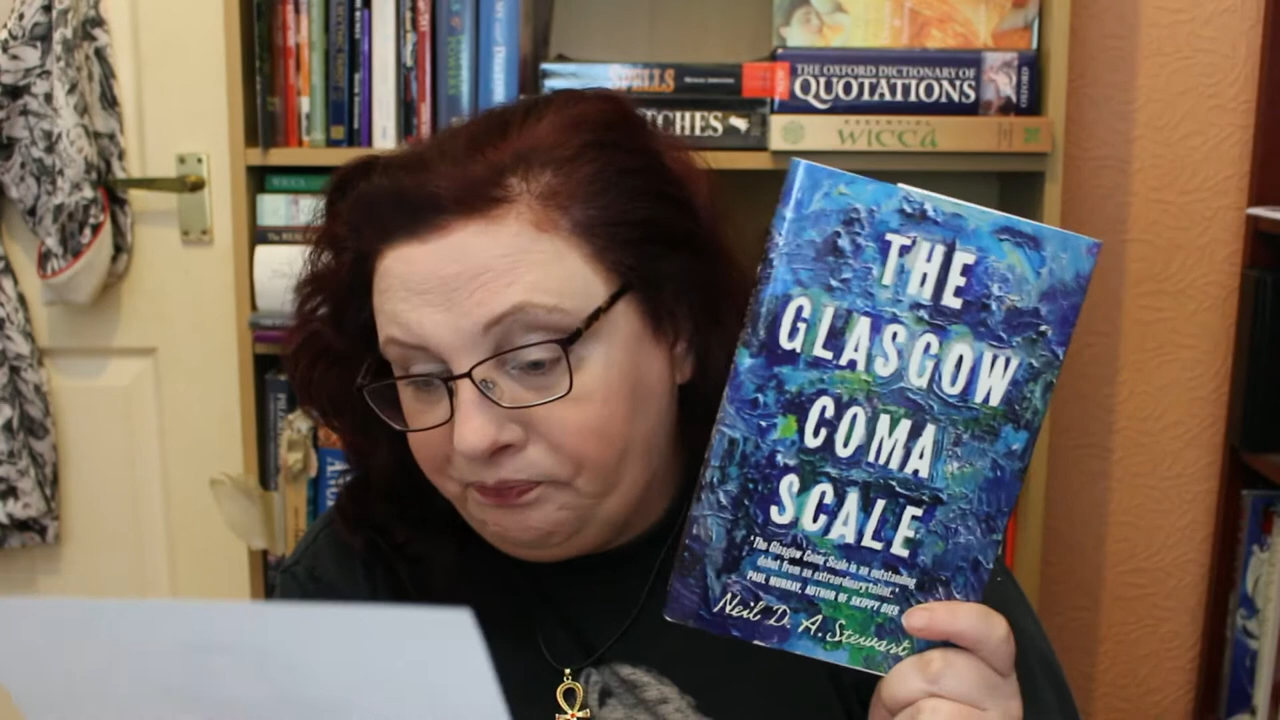 SPELLS
THE OXFORD DICTIONARY OF
QUOTATIONS
OXFORD
TCHES
ESSENTIAL
WICCA
THE
GLASGOW
COMA
SCALE
'The Glasgow Coma Scale is an outstanding
debut from an extraordinary talent.'
PAUL MURRAY, AUTHOR OF SKIPPY DIES
Neil D. A. Stewart